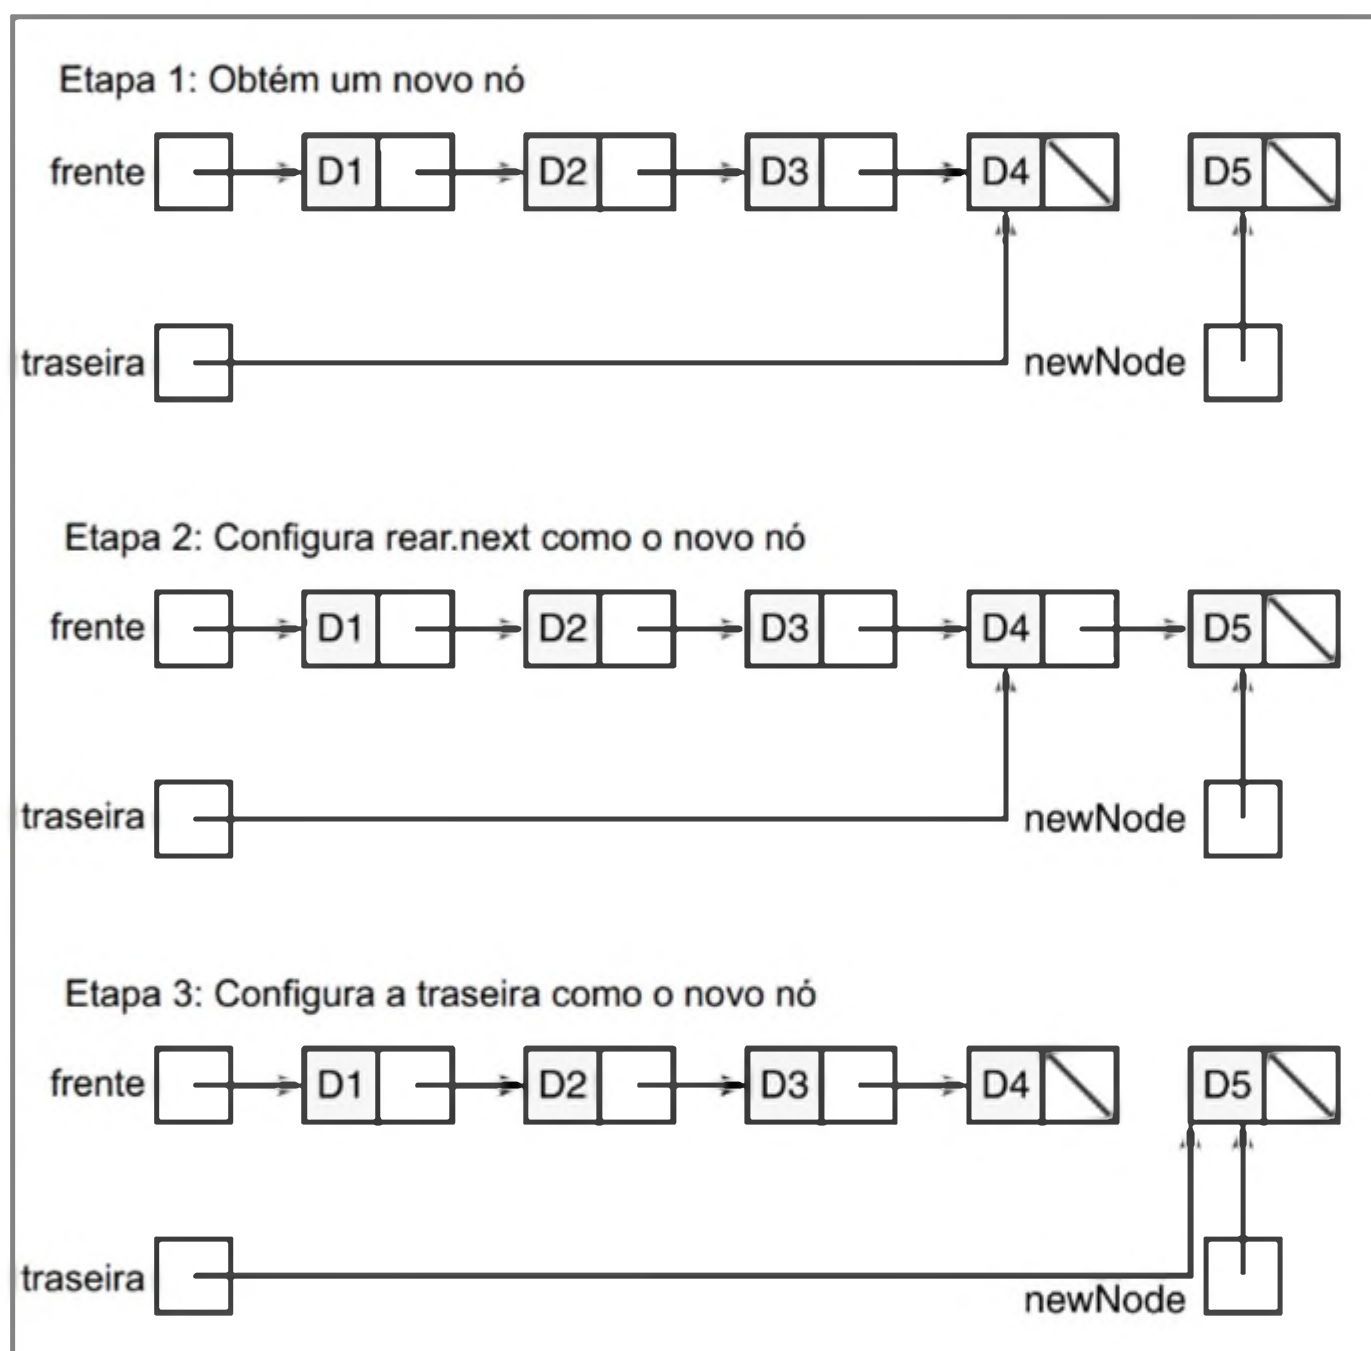 Etapa 1: Obtém um novo nó
frente D1 D2 D3 D4 D5
traseira newNode
Etapa 2: Configura rear.next como o novo nó
frente D1 D2 D3 D4 D5
traseira newNode
Etapa 3: Configura a traseira como o novo nó
frente D1 D2 D3 D4 D5
traseira
newNode